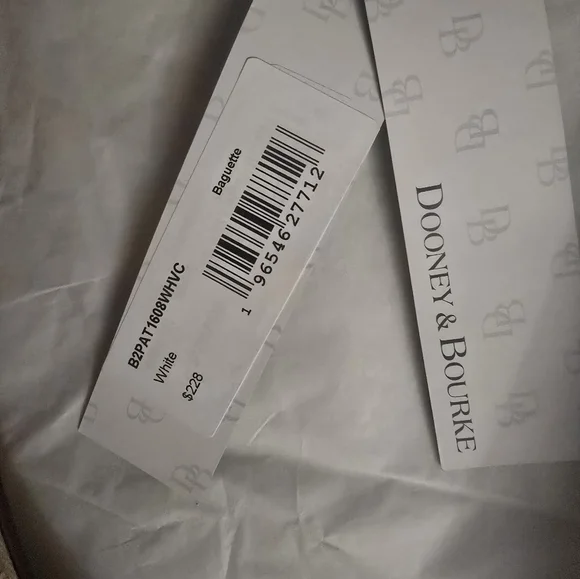 Baguette
1 96546 27712
B2PAT1608WHVC
White
$228
DOONEY & BOURKE